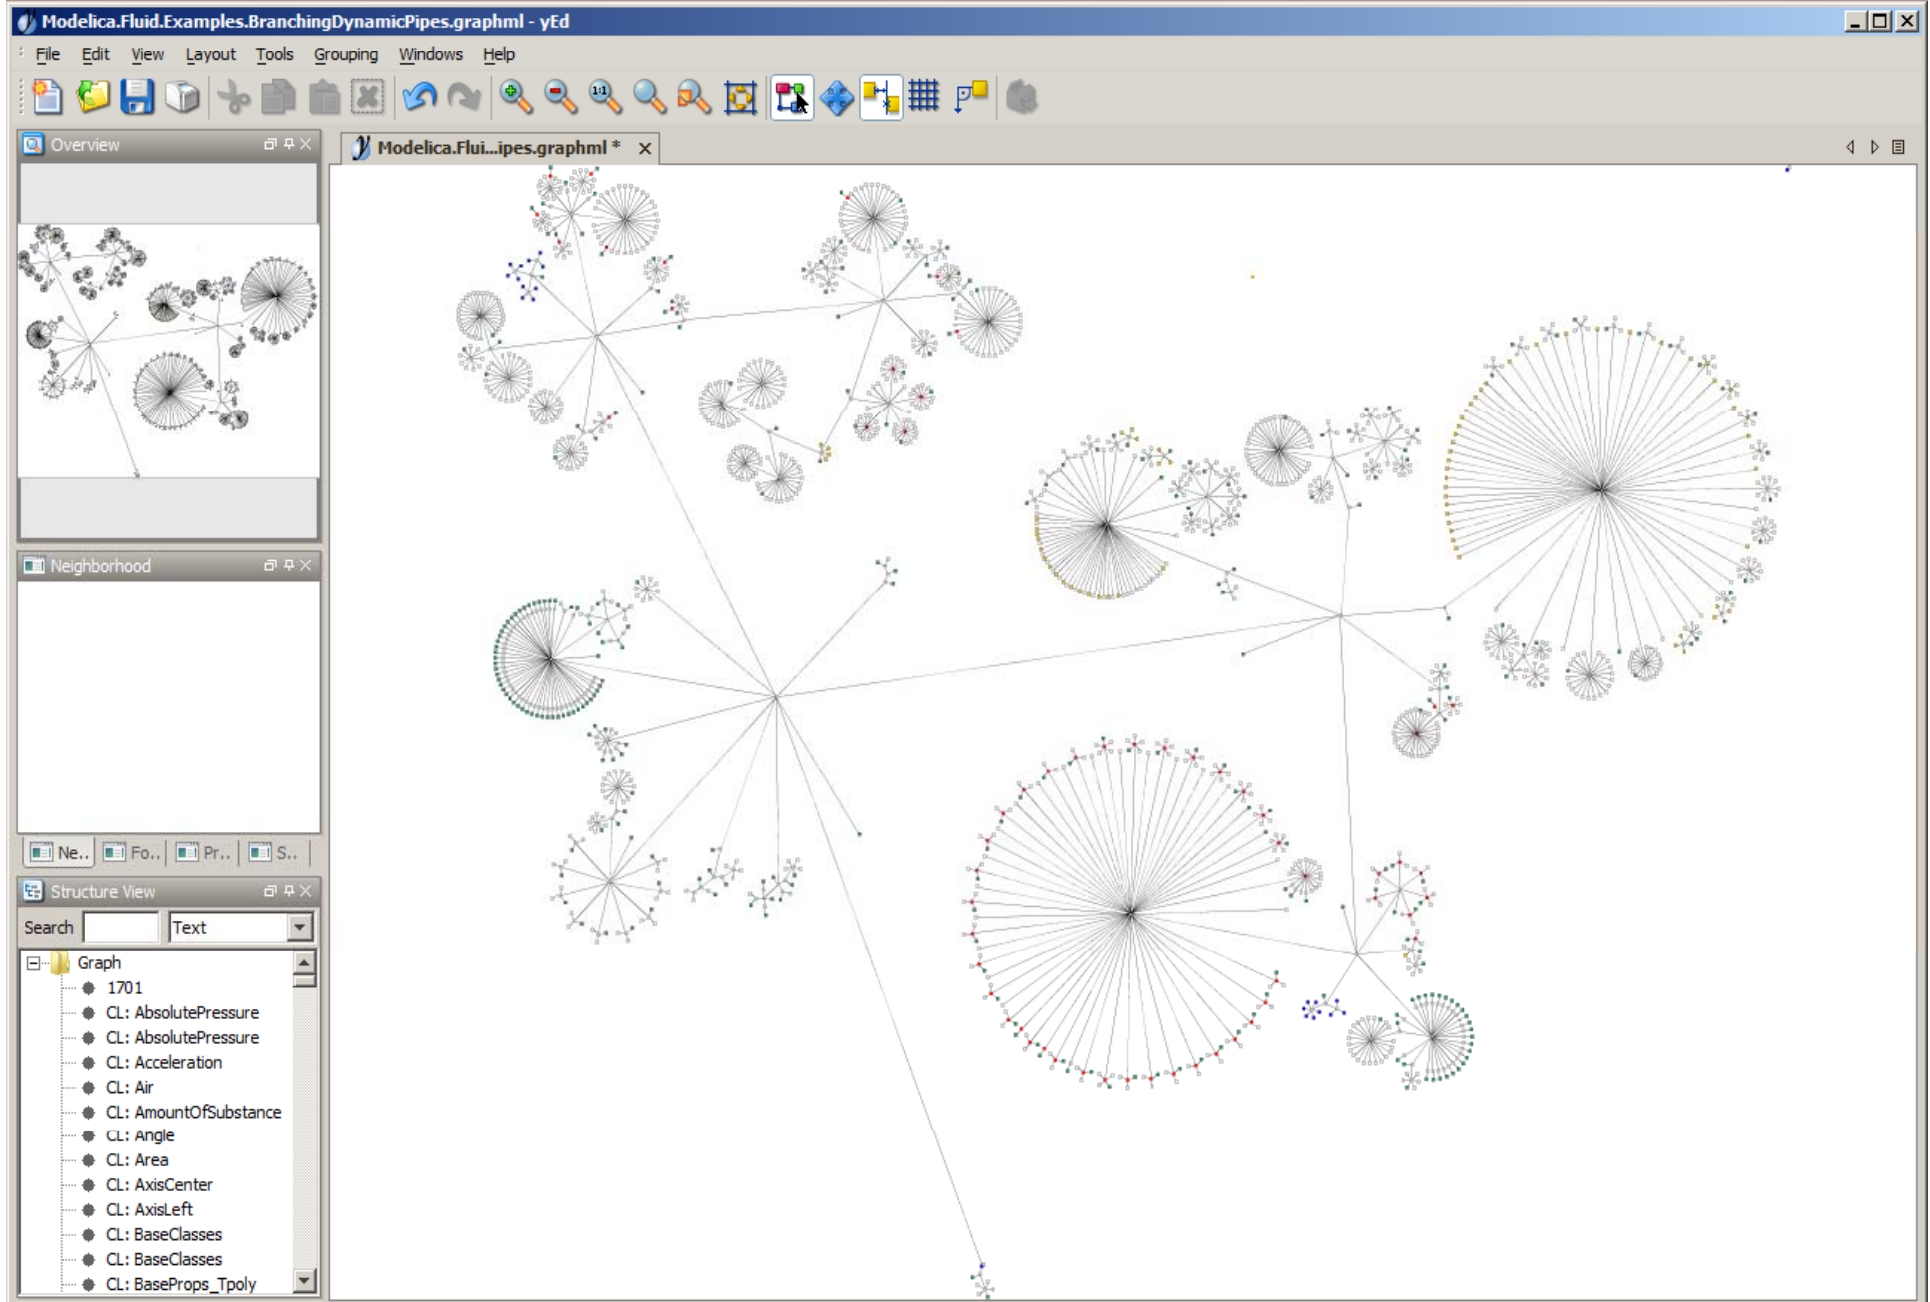 Modelica.Fluid.Examples.BranchingDynamicPipes.graphml - yEd
File Edit View Layout Tools Grouping Windows Help
1:1
Overview
Modelica.Flui...ipes.graphml *
Neighborhood
Ne.. Fo.. Pr.. S..
Structure View
Search Text
Graph
1701
CL: AbsolutePressure
CL: AbsolutePressure
CL: Acceleration
CL: Air
CL: AmountOfSubstance
CL: Angle
CL: Area
CL: AxisCenter
CL: AxisLeft
CL: BaseClasses
CL: BaseClasses
CL: BaseProps_Tpoly